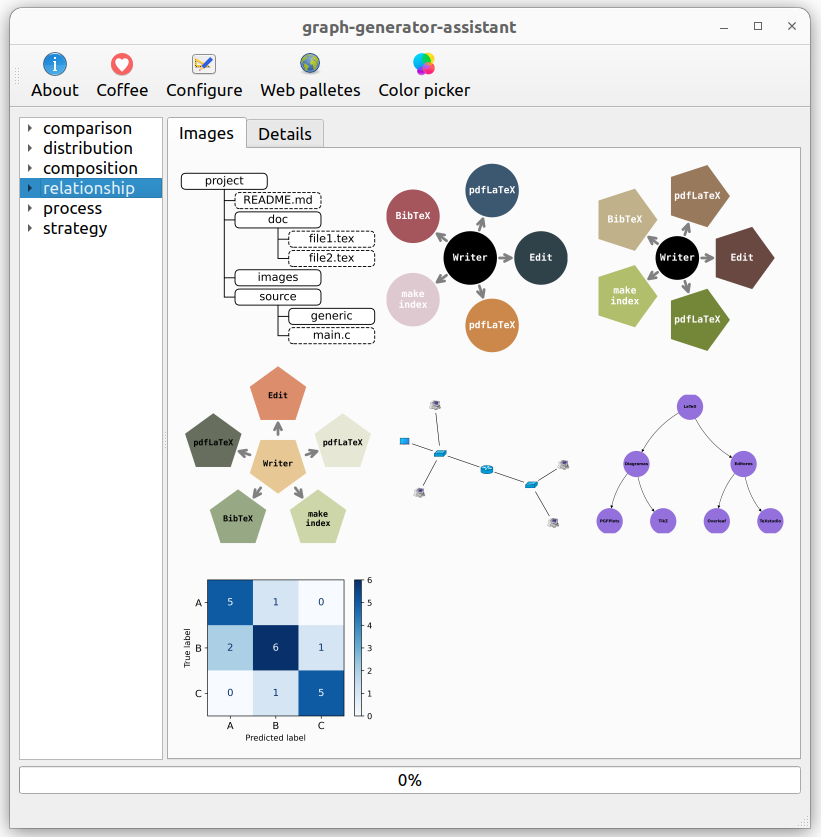 graph-generator-assistant
About
Coffee
Configure
Web palletes
Color picker
comparison
distribution
composition
relationship
process
strategy
Images
Details
project
README.md
doc
file1.tex
file2.tex
images
source
generic
main.c
pdfLaTeX
BibTeX
Writer
Edit
make
index
pdfLaTeX
pdfLaTeX
BibTeX
Writer
Edit
make
index
pdfLaTeX
Edit
pdfLaTeX
pdfLaTeX
Writer
BibTeX
make
index
LaTeX
Diagramas
Editores
PGFPlots
TikZ
Overleaf
TeXstudio
True label
A
B
C
5
1
0
2
6
1
0
1
5
A
B
C
Predicted label
6
5
4
3
2
1
0
0%